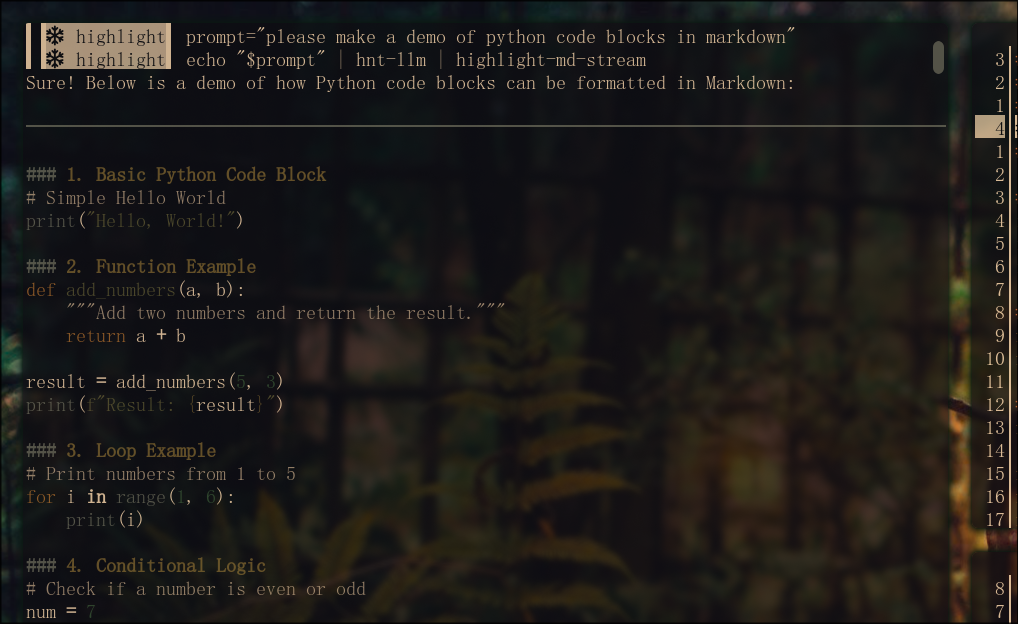 ❄ highlight prompt="please make a demo of python code blocks in markdown"
❄ highlight echo "$prompt" | hnt-llm | highlight-md-stream
Sure! Below is a demo of how Python code blocks can be formatted in Markdown:
### 1. Basic Python Code Block
# Simple Hello World
print("Hello, World!")
### 2. Function Example
def add_numbers(a, b):
    """Add two numbers and return the result."""
    return a + b
result = add_numbers(5, 3)
print(f"Result: {result}")
### 3. Loop Example
# Print numbers from 1 to 5
for i in range(1, 6):
    print(i)
### 4. Conditional Logic
# Check if a number is even or odd
num = 7
3
2
1
4
1
2
3
4
5
6
7
8
9
10
11
12
13
14
15
16
17
8
7